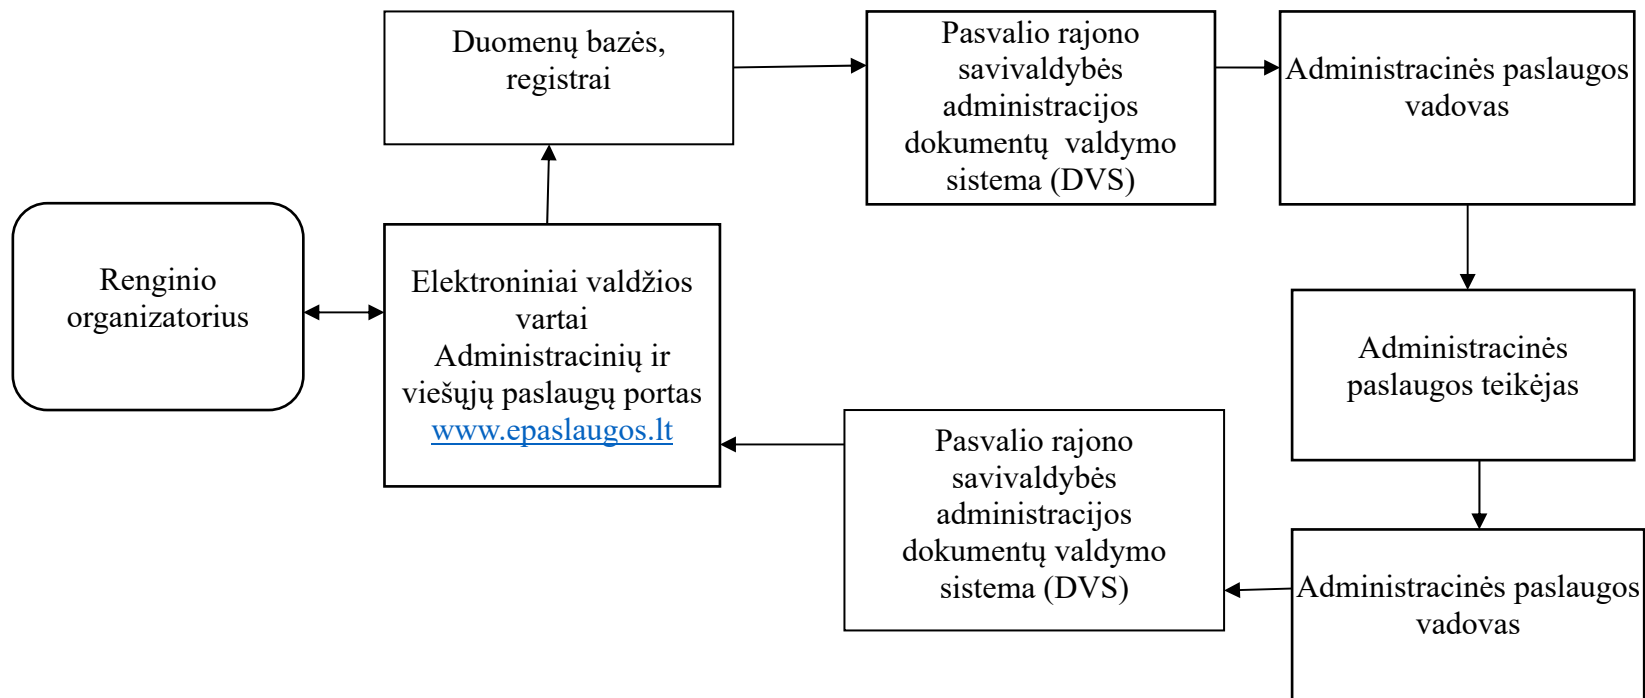 Duomenų bazės,
registrai
Pasvalio rajono
savivaldybės
administracijos
dokumentų valdymo
sistema (DVS)
Administracinės paslaugos
vadovas
Renginio
organizatorius
Elektroniniai valdžios
vartai
Administracinių ir
viešųjų paslaugų portas
www.epaslaugos.lt
Administracinės
paslaugos teikėjas
Pasvalio rajono
savivaldybės
administracijos
dokumentų valdymo
sistema (DVS)
Administracinės paslaugos
vadovas